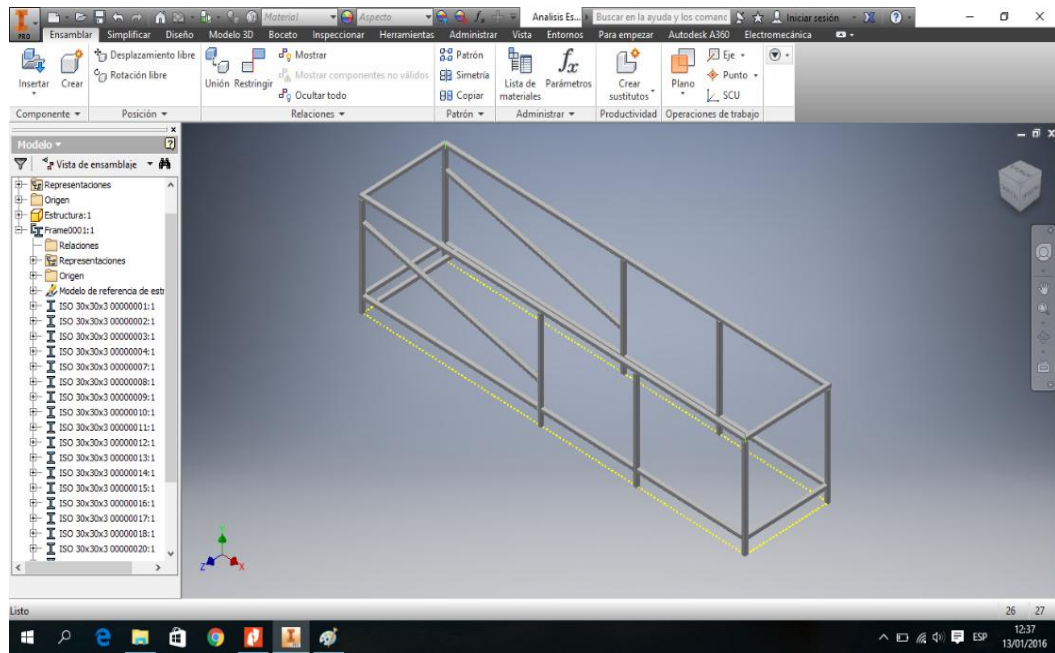 Material
Aspecto
Analisis Es...
Buscar en la ayuda y los comanc
Iniciar sesión
PRO
Ensamblar Simplificar Diseño Modelo 3D Boceto Inspeccionar Herramientas Administrar Vista Entornos Para empezar Autodesk A360 Electromecánica
Insertar
Crear
Desplazamiento libre
Rotación libre
Unión
Restringir
Mostrar
Mostrar componentes no válidos
Ocultar todo
Patrón
Simetría
Copiar
Lista de materiales
Parámetros
Crear sustitutos
Plano
Eje
Punto
SCU
Componente Posición Relaciones Patrón Administrar Productividad Operaciones de trabajo
Modelo
Vista de ensamblaje
Representaciones
Origen
Estructura:1
Frame0001:1
Relaciones
Representaciones
Origen
Modelo de referencia de estr
ISO 30x30x3 00000001:1
ISO 30x30x3 00000002:1
ISO 30x30x3 00000003:1
ISO 30x30x3 00000004:1
ISO 30x30x3 00000007:1
ISO 30x30x3 00000008:1
ISO 30x30x3 00000009:1
ISO 30x30x3 00000010:1
ISO 30x30x3 00000011:1
ISO 30x30x3 00000012:1
ISO 30x30x3 00000013:1
ISO 30x30x3 00000014:1
ISO 30x30x3 00000015:1
ISO 30x30x3 00000016:1
ISO 30x30x3 00000017:1
ISO 30x30x3 00000018:1
ISO 30x30x3 00000020:1
Z
X
Listo
26 27
ESP
12:37
13/01/2016